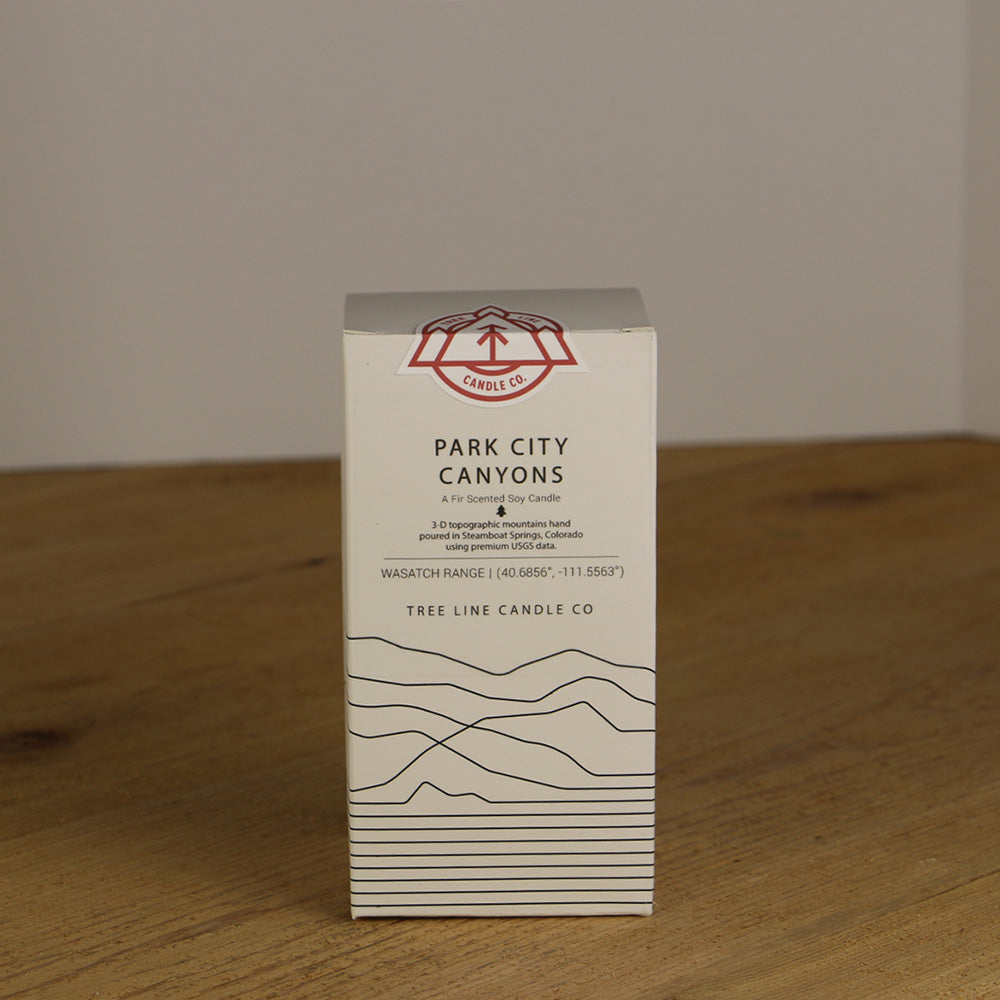 TREE LINE
CANDLE CO.
PARK CITY
CANYONS
A Fir Scented Soy Candle
3-D topographic mountains hand
poured in Steamboat Springs, Colorado
using premium USGS data.
WASATCH RANGE | (40.6856°, -111.5563°)
TREE LINE CANDLE CO